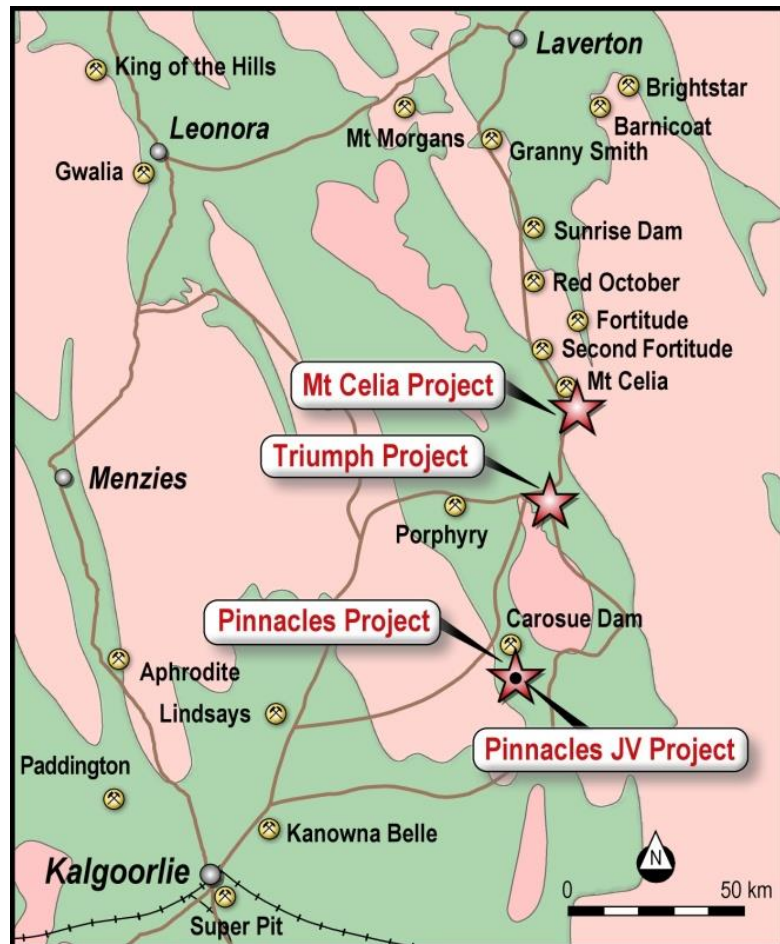 Laverton
King of the Hills
Brightstar
Leonora
Mt Morgans
Barnicoat
Granny Smith
Gwalia
Sunrise Dam
Red October
Fortitude
Second Fortitude
Mt Celia Project
Mt Celia
Triumph Project
Menzies
Porphyry
Pinnacles Project
Carosue Dam
Aphrodite
Lindsays
Pinnacles JV Project
Paddington
Kanowna Belle
N
Kalgoorlie
0
50 km
Super Pit